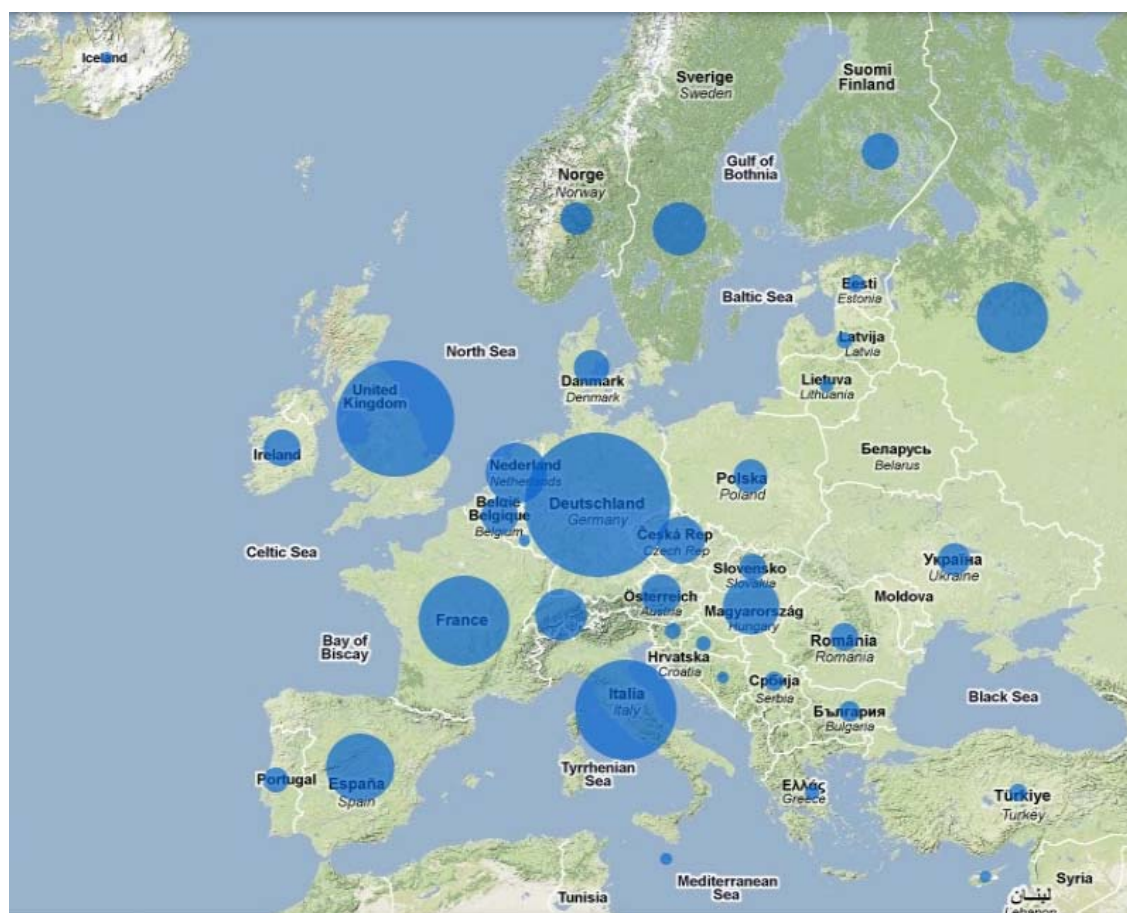 Iceland
Sverige
Sweden
Suomi
Finland
Norge
Norway
Gulf of
Bothnia
Eesti
Estonia
Baltic Sea
Latvija
Latvia
North Sea
Danmark
Denmark
Lietuva
Lithuania
United
Kingdom
Ireland
Беларусь
Belarus
Nederland
Netherlands
Polska
Poland
België
Belgique
Belgium
Deutschland
Germany
Celtic Sea
Česká Rep
Czech Rep
Україна
Ukraine
Slovensko
Slovakia
Österreich
Austria
Magyarország
Hungary
Moldova
France
Bay of
Biscay
România
Romania
Hrvatska
Croatia
Србија
Serbia
Italia
Italy
Black Sea
България
Bulgaria
Tyrrhenian
Sea
Portugal
España
Spain
Ελλάς
Greece
Türkiye
Turkey
Mediterranean
Sea
Syria
Tunisia
لبنــان
Lebanon